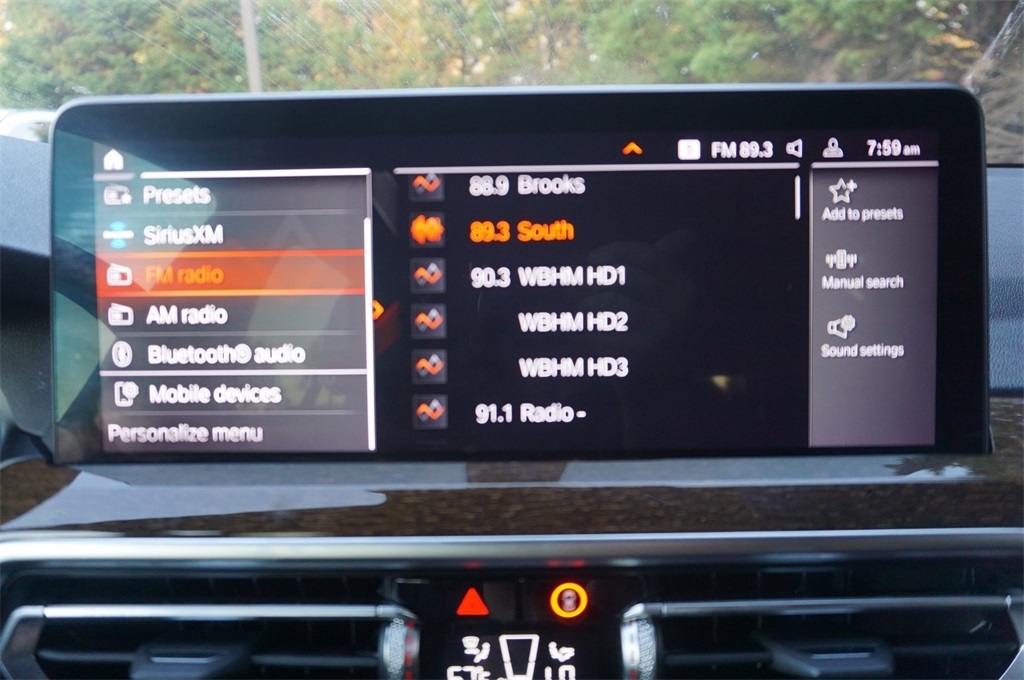 FM 89.3 7:59 am
Presets
SiriusXM
FM radio
AM radio
Bluetooth® audio
Mobile devices
Personalize menu
88.9 Brooks
89.3 South
90.3 WBHM HD1
WBHM HD2
WBHM HD3
91.1 Radio -
Add to presets
Manual search
Sound settings